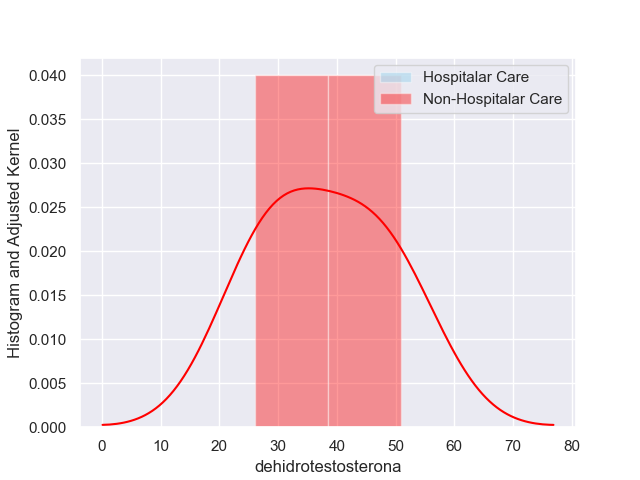 Hospitalar Care
Non-Hospitalar Care
Histogram and Adjusted Kernel
0.040
0.035
0.030
0.025
0.020
0.015
0.010
0.005
0.000
0 10 20 30 40 50 60 70 80
dehidrotestosterona